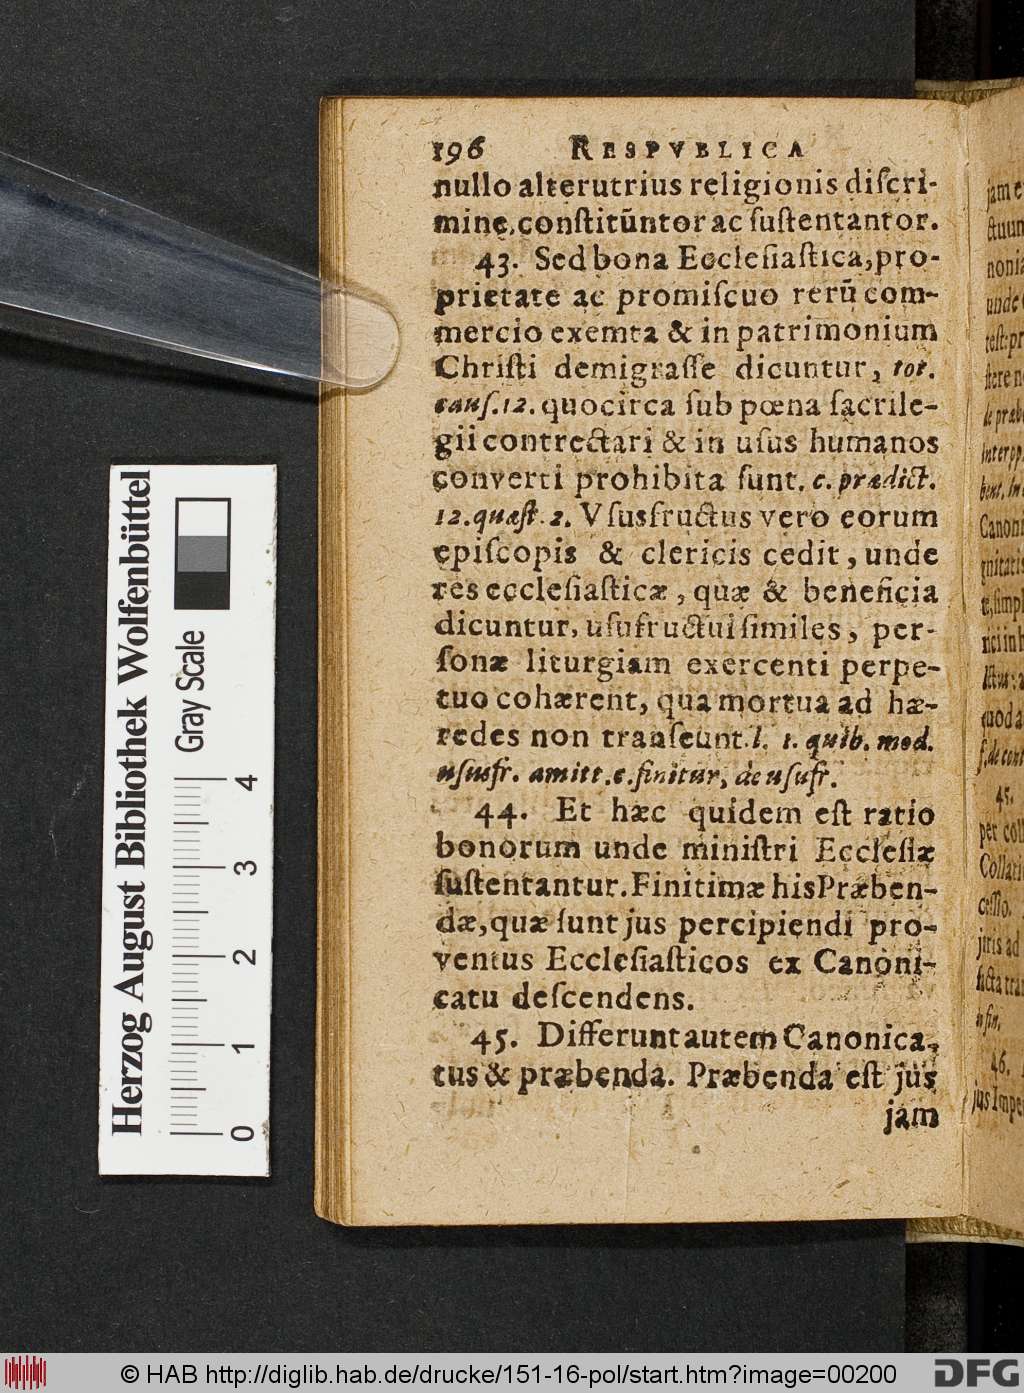 196 RESPVBLICA
nullo alterutrius religionis diſcri-
mine, conſtitūntor ac ſuſtentantor.
43. Sed bona Eccleſiaſtica, pro-
prietate ac promiſcuo rerū com-
mercio exemta & in patrimonium
Chriſti demigraſſe dicuntur, tot.
cauſ. 12. quocirca ſub pœna ſacrile-
gii contrectari & in uſus humanos
converti prohibita ſunt. c. prædict.
12. quæſt. 2. Vſusfructus vero eorum
epiſcopis & clericis cedit, unde
res eccleſiaſticæ, quæ & beneficia
dicuntur, uſufructui ſimiles, per-
ſonæ liturgiam exercenti perpe-
tuo cohærent, qua mortua ad hæ-
redes non tranſeunt. l. 1. quib. mod.
uſusfr. amitt. c. finitur, de uſufr.
44. Et hæc quidem eſt ratio
bonorum unde miniſtri Eccleſiæ
ſuſtentantur. Finitimæ his Præben-
dæ, quæ ſunt jus percipiendi pro-
ventus Eccleſiaſticos ex Canoni-
catu deſcendens.
45. Differunt autem Canonica-
tus & præbenda. Præbenda eſt jus
jam
Herzog August Bibliothek Wolfenbüttel
Gray Scale
0 1 2 3 4
© HAB http://diglib.hab.de/drucke/151-16-pol/start.htm?image=00200
DFG